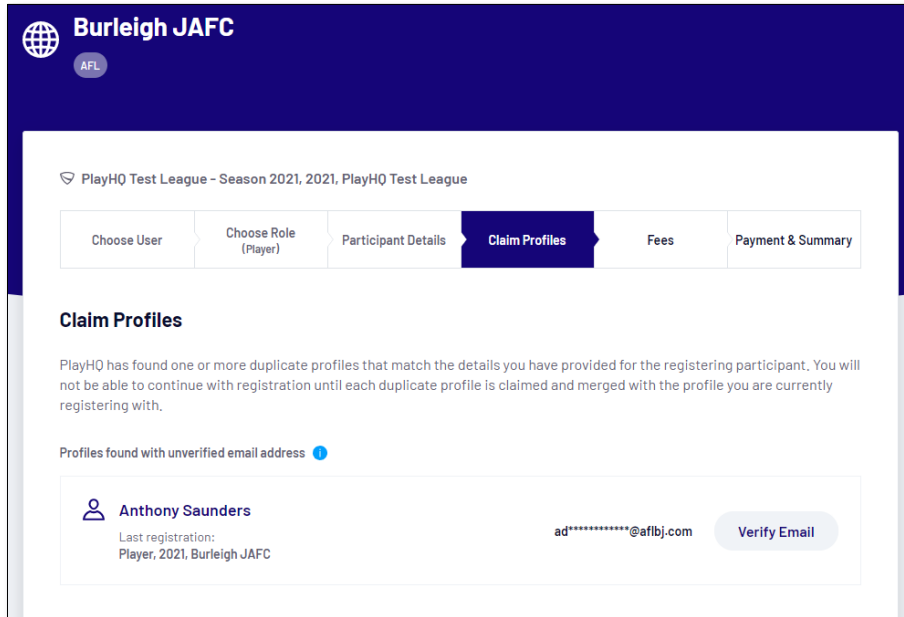 Burleigh JAFC
AFL
PlayHQ Test League - Season 2021, 2021, PlayHQ Test League
Choose User
Choose Role
(Player)
Participant Details
Claim Profiles
Fees
Payment & Summary
Claim Profiles
PlayHQ has found one or more duplicate profiles that match the details you have provided for the registering participant. You will
not be able to continue with registration until each duplicate profile is claimed and merged with the profile you are currently
registering with.
Profiles found with unverified email address i
Anthony Saunders
Last registration:
Player, 2021, Burleigh JAFC
ad************@aflbj.com
Verify Email